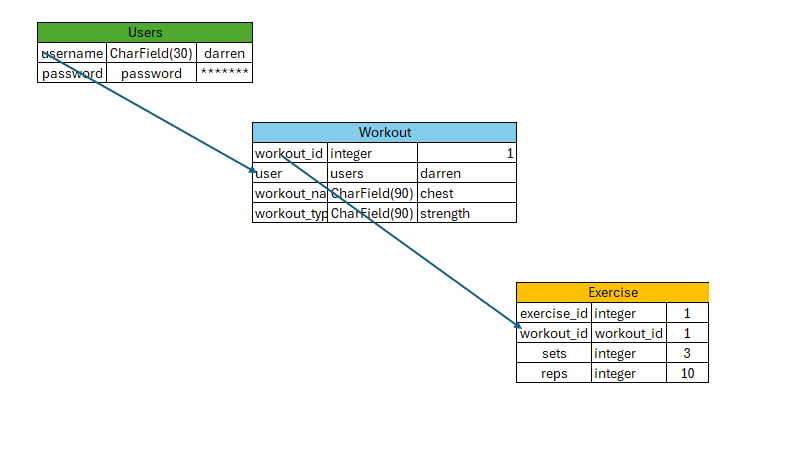 Users
username CharField(30) darren
password password *******
Workout
workout_id integer 1
user users darren
workout_na CharField(90) chest
workout_typ CharField(90) strength
Exercise
exercise_id integer 1
workout_id workout_id 1
sets integer 3
reps integer 10